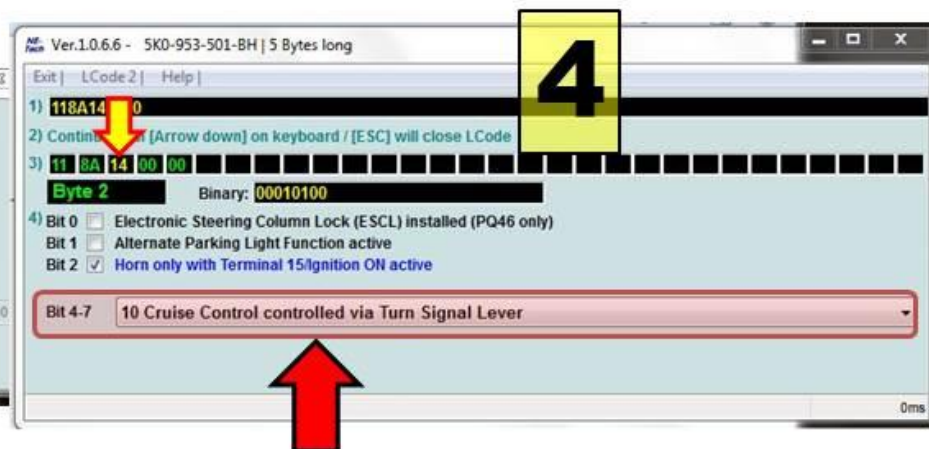 Ver.1.0.6.6 - 5K0-953-501-BH | 5 Bytes long
4
Exit | LCode 2 | Help |
1) 118A14 0
2) Contin [Arrow down] on keyboard / [ESC] will close LCode
3) 11 8A 14 00 00
Byte 2 Binary: 00010100
4) Bit 0 Electronic Steering Column Lock (ESCL) installed (PQ46 only)
Bit 1 Alternate Parking Light Function active
Bit 2 Horn only with Terminal 15/Ignition ON active
Bit 4-7 10 Cruise Control controlled via Turn Signal Lever
0ms